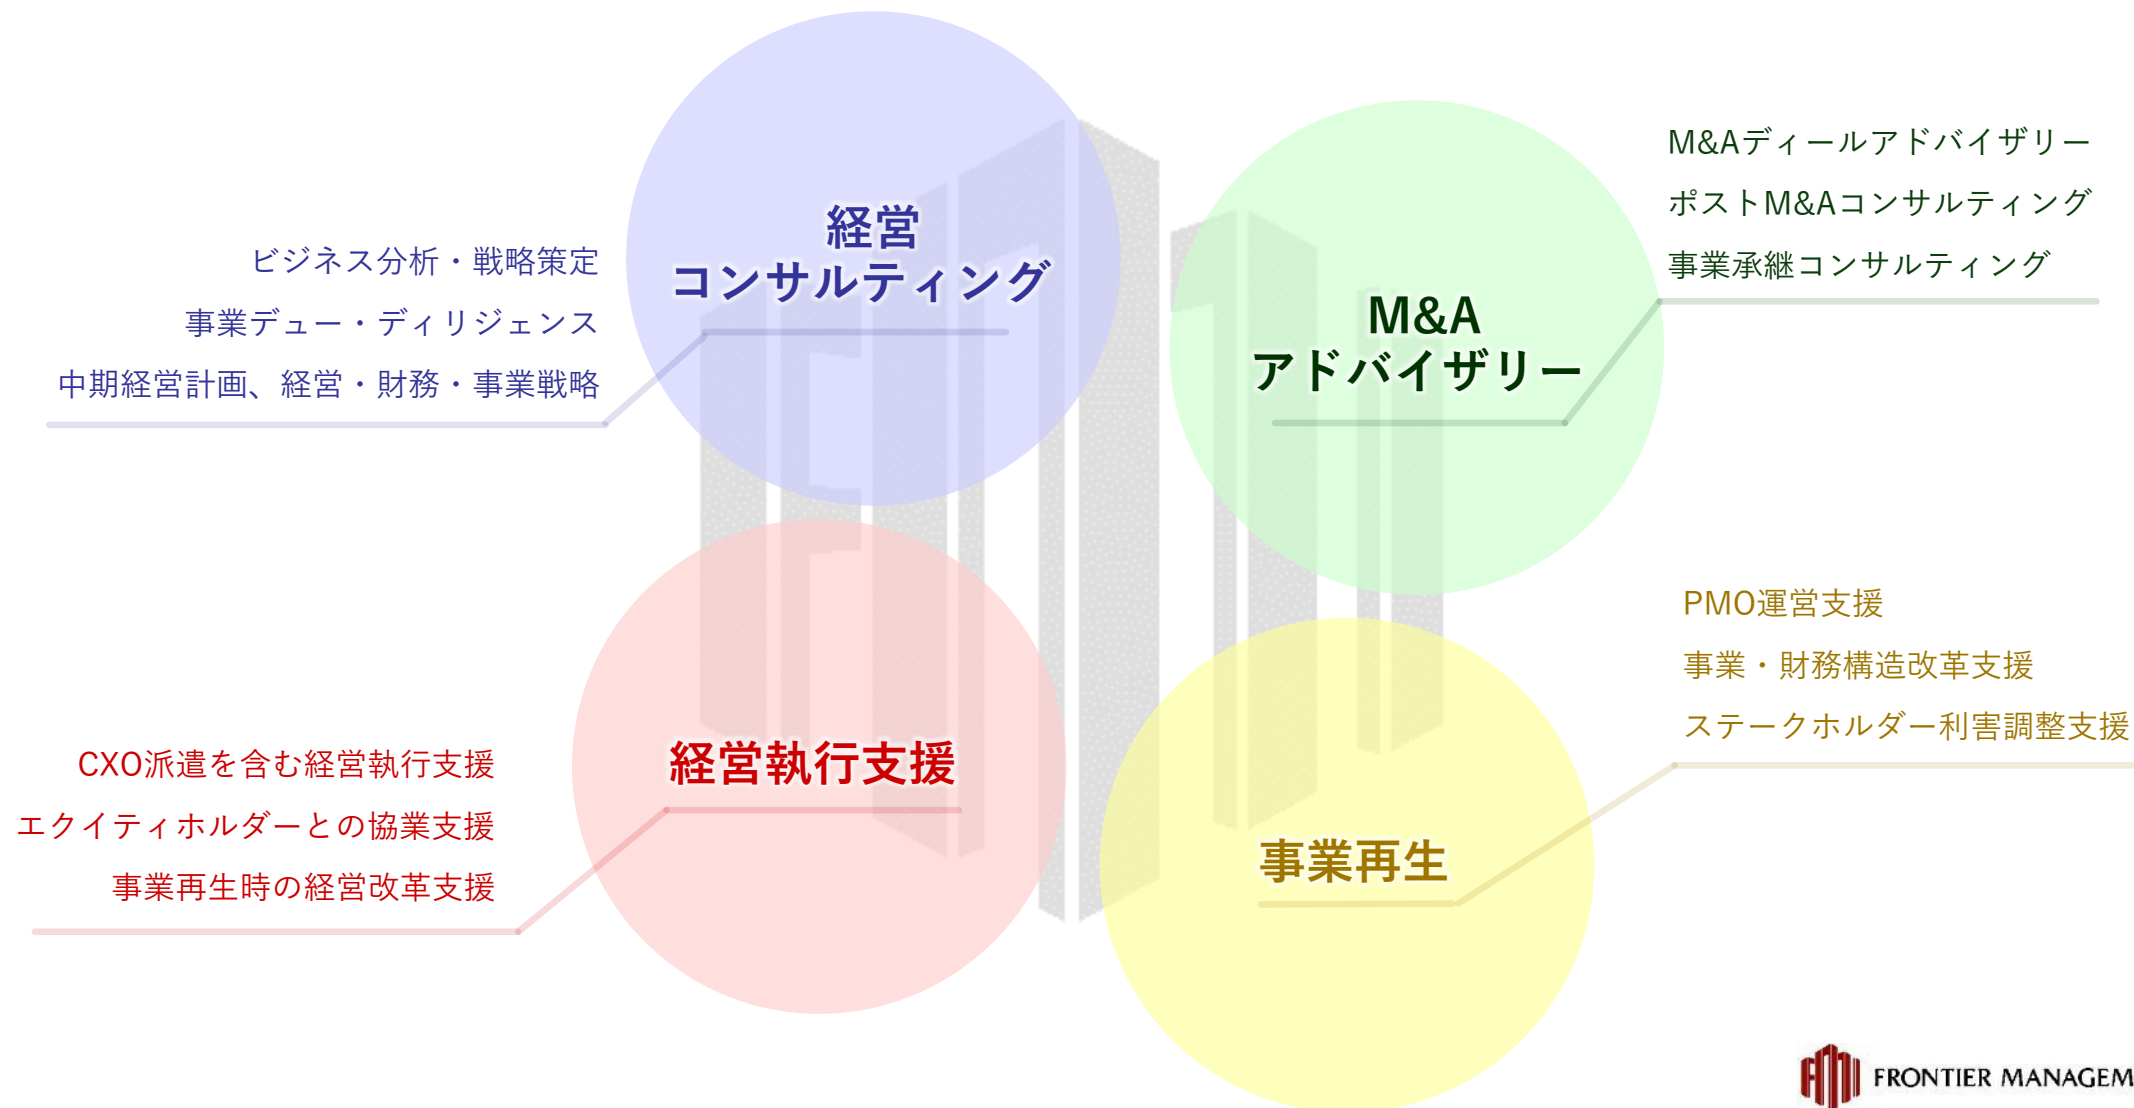 経営
コンサルティング
ビジネス分析・戦略策定
事業デュー・ディリジェンス
中期経営計画、経営・財務・事業戦略
M&A
アドバイザリー
M&Aディールアドバイザリー
ポストM&Aコンサルティング
事業承継コンサルティング
経営執行支援
CXO派遣を含む経営執行支援
エクイティホルダーとの協業支援
事業再生時の経営改革支援
事業再生
PMO運営支援
事業・財務構造改革支援
ステークホルダー利害調整支援
FRONTIER MANAGEM